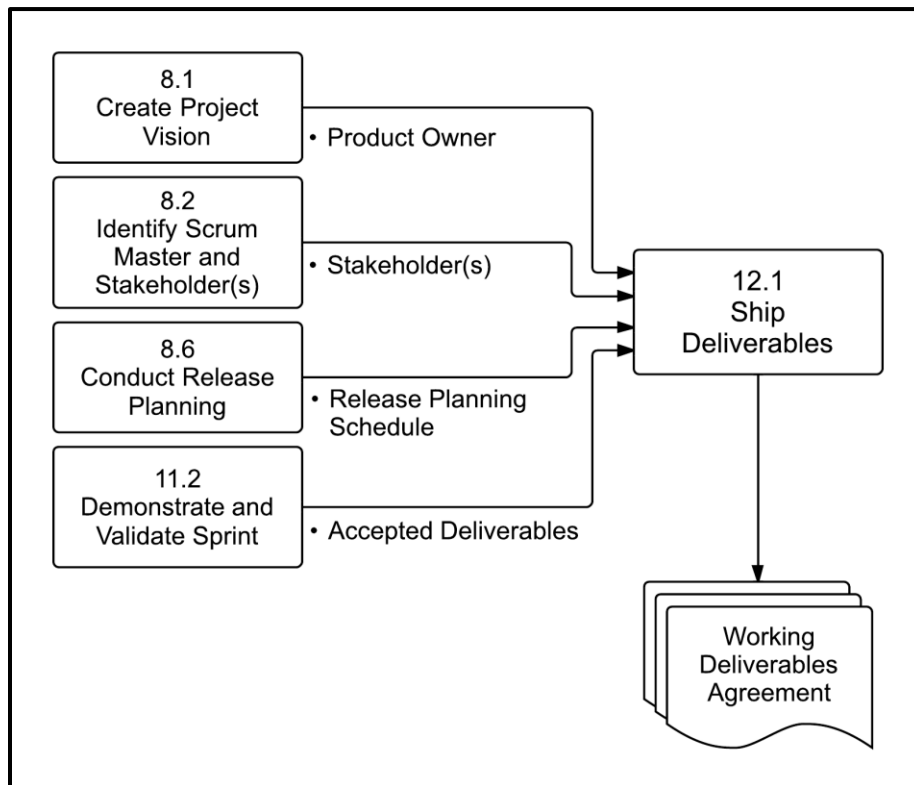 8.1
Create Project
Vision
• Product Owner
8.2
Identify Scrum
Master and
Stakeholder(s)
• Stakeholder(s)
8.6
Conduct Release
Planning
• Release Planning
Schedule
11.2
Demonstrate and
Validate Sprint
• Accepted Deliverables
12.1
Ship
Deliverables
Working
Deliverables
Agreement